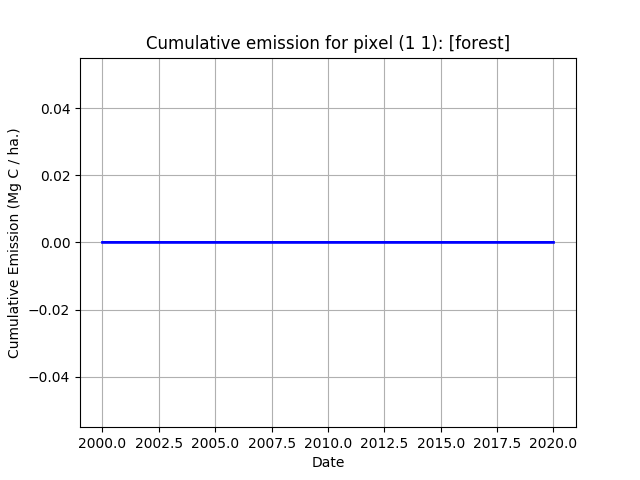 Cumulative emission for pixel (1 1): [forest]
Cumulative Emission (Mg C / ha.)
0.04
0.02
0.00
−0.02
−0.04
2000.0 2002.5 2005.0 2007.5 2010.0 2012.5 2015.0 2017.5 2020.0
Date